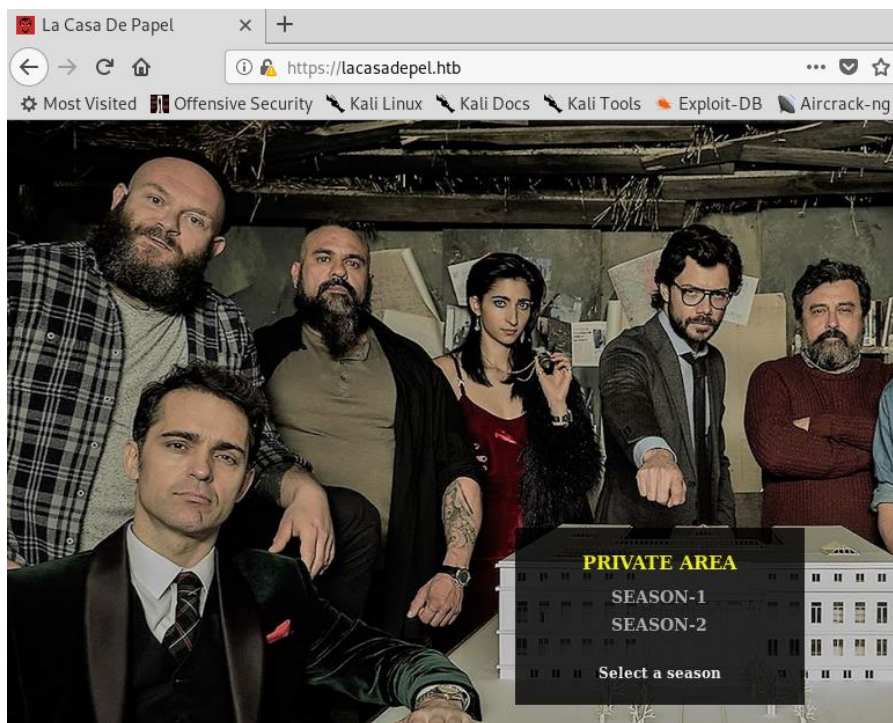 La Casa De Papel
https://lacasadepel.htb
Most Visited Offensive Security Kali Linux Kali Docs Kali Tools Exploit-DB Aircrack-ng
PRIVATE AREA
SEASON-1
SEASON-2
Select a season